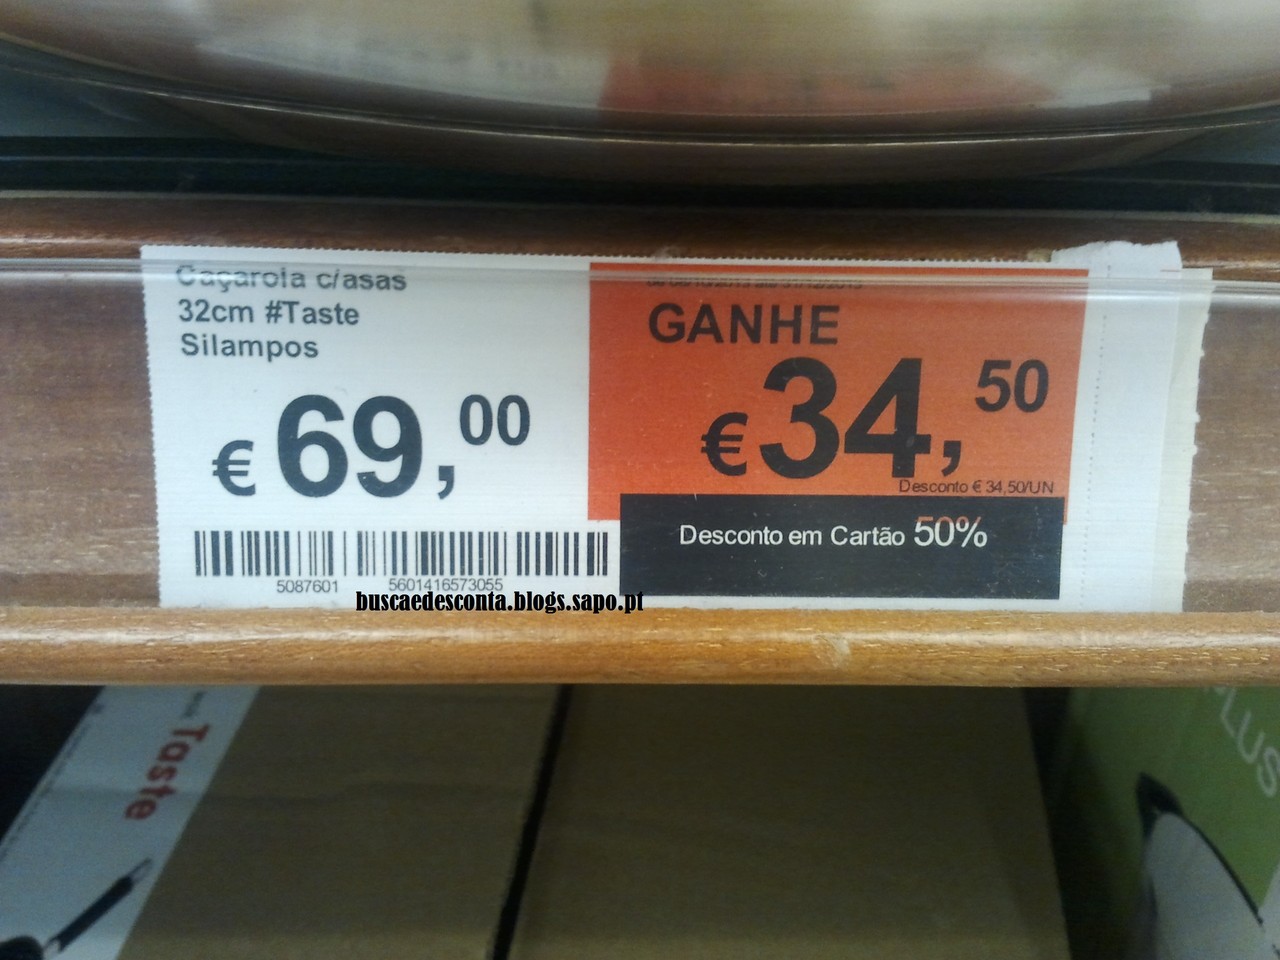 Caçarola c/asas
32cm #Taste
Silampos
€ 69,00
5087601 5601416573055
GANHE
€ 34,50
Desconto € 34,50/UN
Desconto em Cartão 50%
buscaedesconta.blogs.sapo.pt
Taste
PLUS